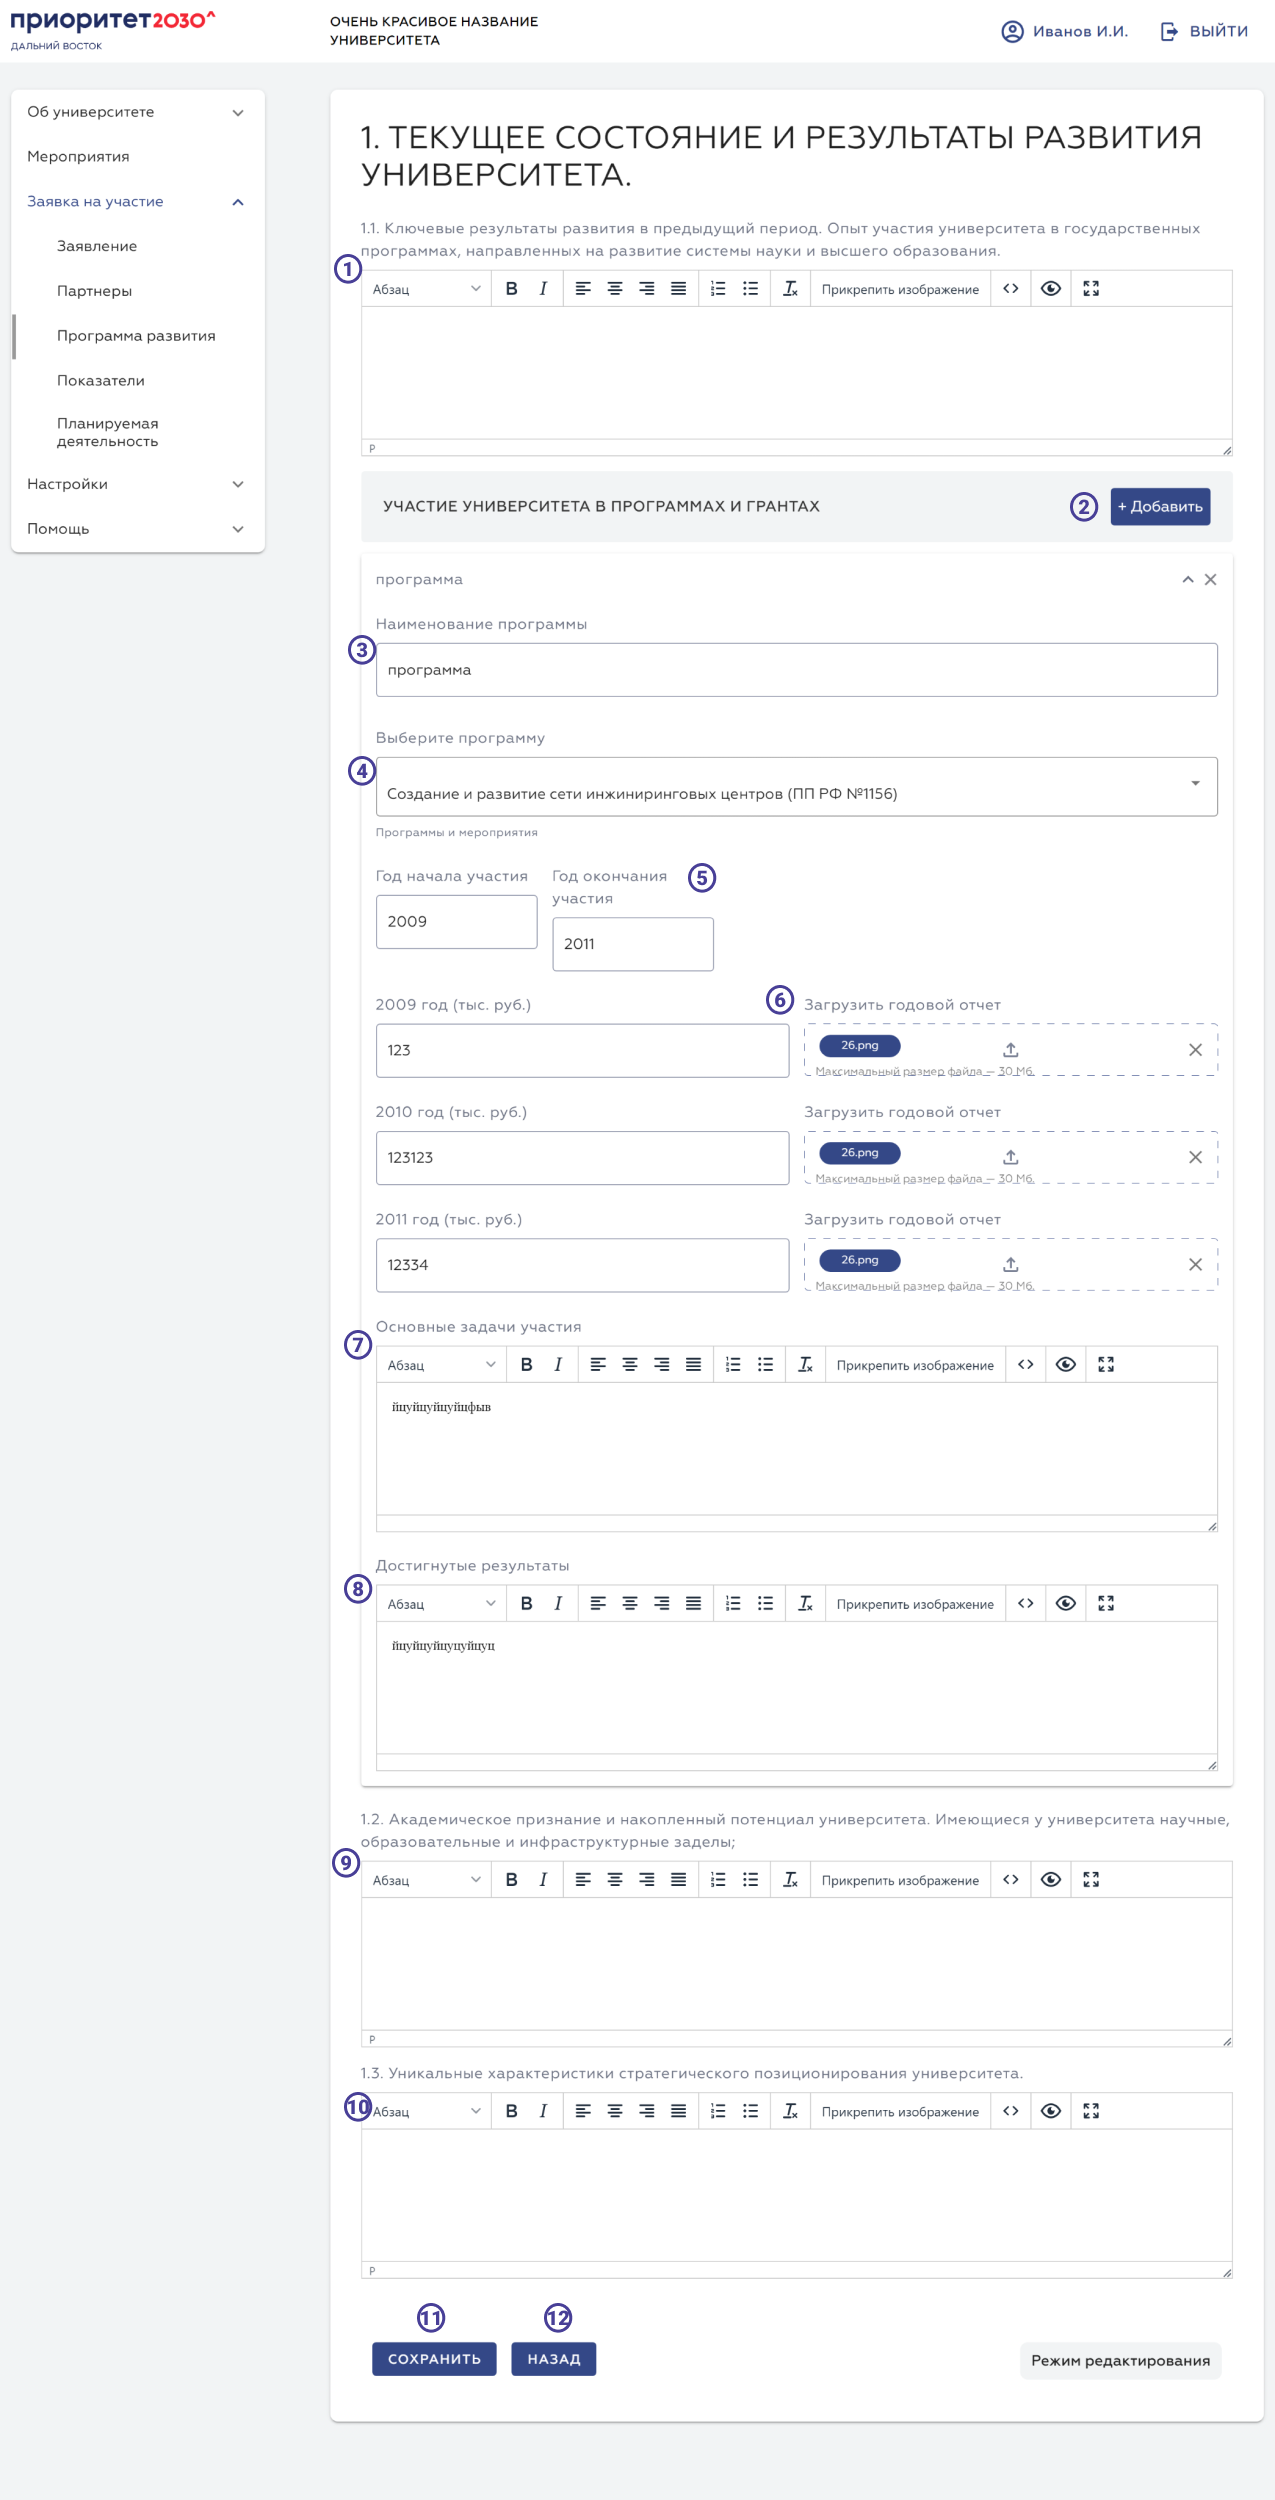 приоритет2030^
ДАЛЬНИЙ ВОСТОК
ОЧЕНЬ КРАСИВОЕ НАЗВАНИЕ
УНИВЕРСИТЕТА
Иванов И.И.
ВЫЙТИ
Об университете
Мероприятия
Заявка на участие
Заявление
Партнеры
Программа развития
Показатели
Планируемая
деятельность
Настройки
Помощь
1. ТЕКУЩЕЕ СОСТОЯНИЕ И РЕЗУЛЬТАТЫ РАЗВИТИЯ
УНИВЕРСИТЕТА.
1.1. Ключевые результаты развития в предыдущий период. Опыт участия университета в государственных
программах, направленных на развитие системы науки и высшего образования.
1
Абзац B I Прикрепить изображение
P
УЧАСТИЕ УНИВЕРСИТЕТА В ПРОГРАММАХ И ГРАНТАХ 2 + Добавить
программа
Наименование программы
3
программа
Выберите программу
4
Создание и развитие сети инжиниринговых центров (ПП РФ №1156)
Программы и мероприятия
Год начала участия
2009
Год окончания
участия
5
2011
2009 год (тыс. руб.) 6 Загрузить годовой отчет
123 26.png
Максимальный размер файла — 30 Мб.
2010 год (тыс. руб.) Загрузить годовой отчет
123123 26.png
Максимальный размер файла — 30 Мб.
2011 год (тыс. руб.) Загрузить годовой отчет
12334 26.png
Максимальный размер файла — 30 Мб.
Основные задачи участия
7
Абзац B I Прикрепить изображение
йцуйцуйцуйцфыв
Достигнутые результаты
8
Абзац B I Прикрепить изображение
йцуйцуйцуцуйцуц
1.2. Академическое признание и накопленный потенциал университета. Имеющиеся у университета научные,
образовательные и инфраструктурные заделы;
9
Абзац B I Прикрепить изображение
P
1.3. Уникальные характеристики стратегического позиционирования университета.
10
Абзац B I Прикрепить изображение
P
11 12
СОХРАНИТЬ НАЗАД Режим редактирования